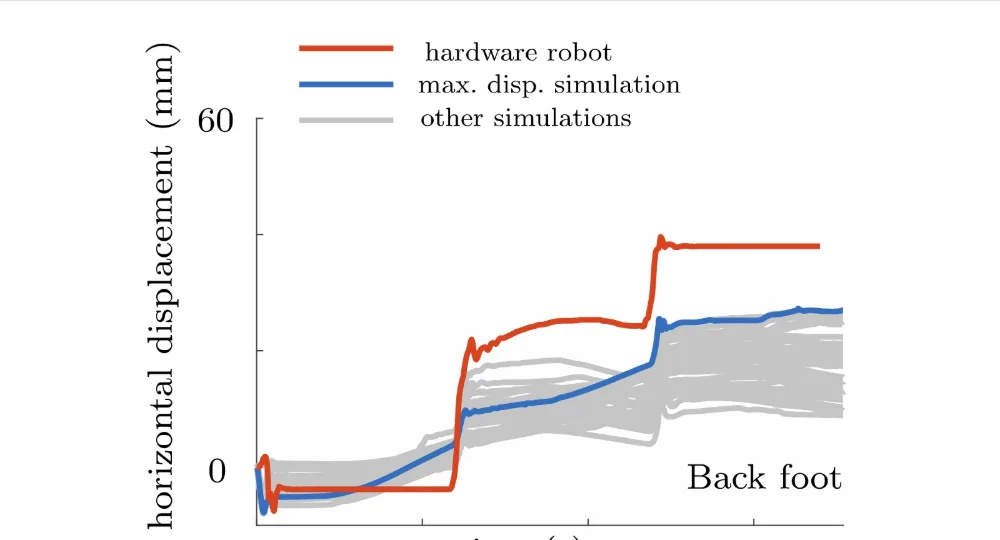 hardware robot
max. disp. simulation
other simulations
horizontal displacement (mm)
60
0
Back foot